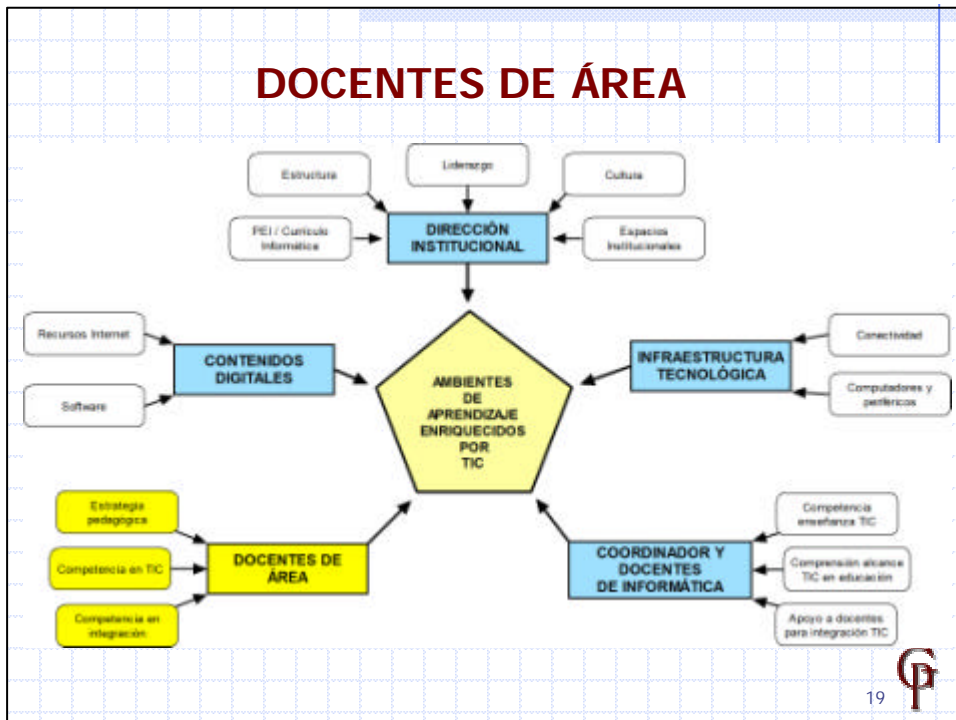 DOCENTES DE ÁREA
Liderazgo
Estructura
Cultura
PEI / Currículo
Informática
DIRECCIÓN
INSTITUCIONAL
Espacios
Institucionales
Recursos Internet
Software
CONTENIDOS
DIGITALES
AMBIENTES
DE
APRENDIZAJE
ENRIQUECIDOS
POR
TIC
INFRAESTRUCTURA
TECNOLÓGICA
Conectividad
Computadores y
periféricos
Estrategia
pedagógica
Competencia en TIC
Competencia en
integración
DOCENTES DE
ÁREA
COORDINADOR Y
DOCENTES
DE INFORMÁTICA
Competencia
enseñanza TIC
Comprensión alcance
TIC en educación
Apoyo a docentes
para integración TIC
19
GP